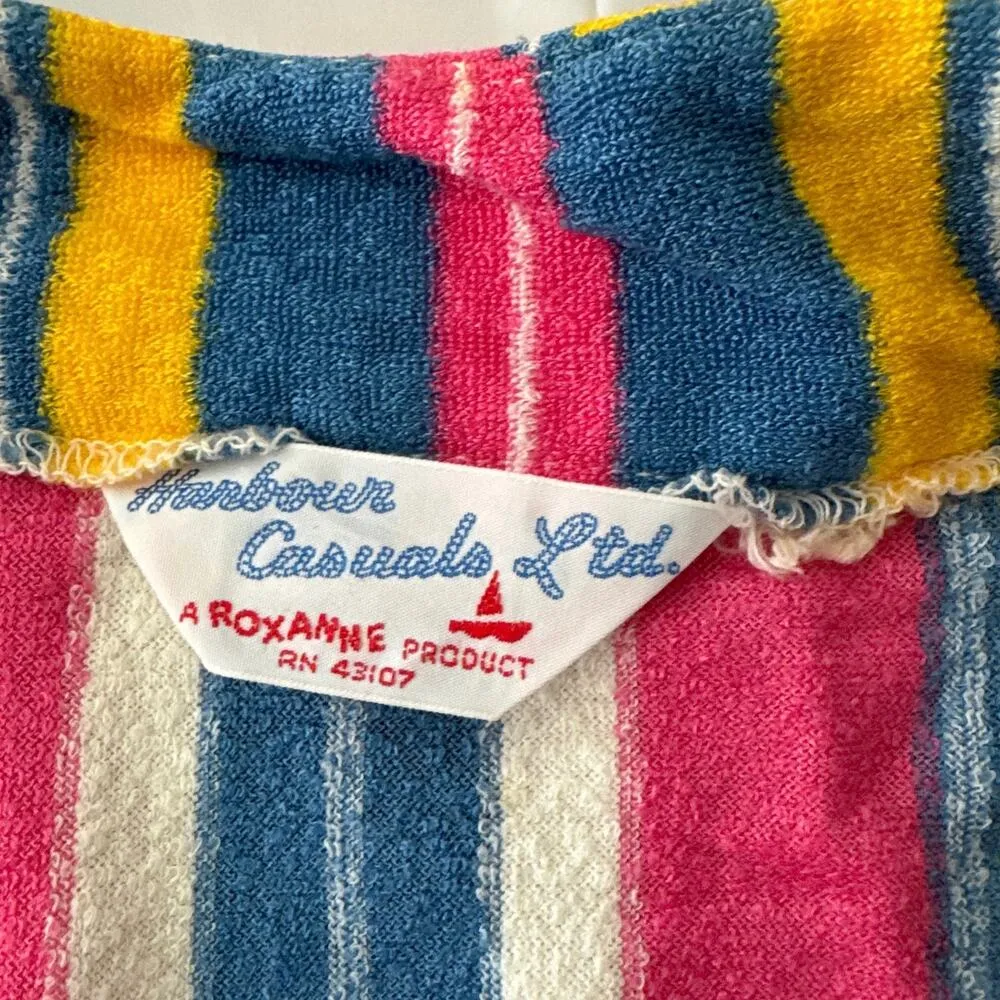 Harbour
Casuals Ltd.
A ROXANNE PRODUCT
RN 43107